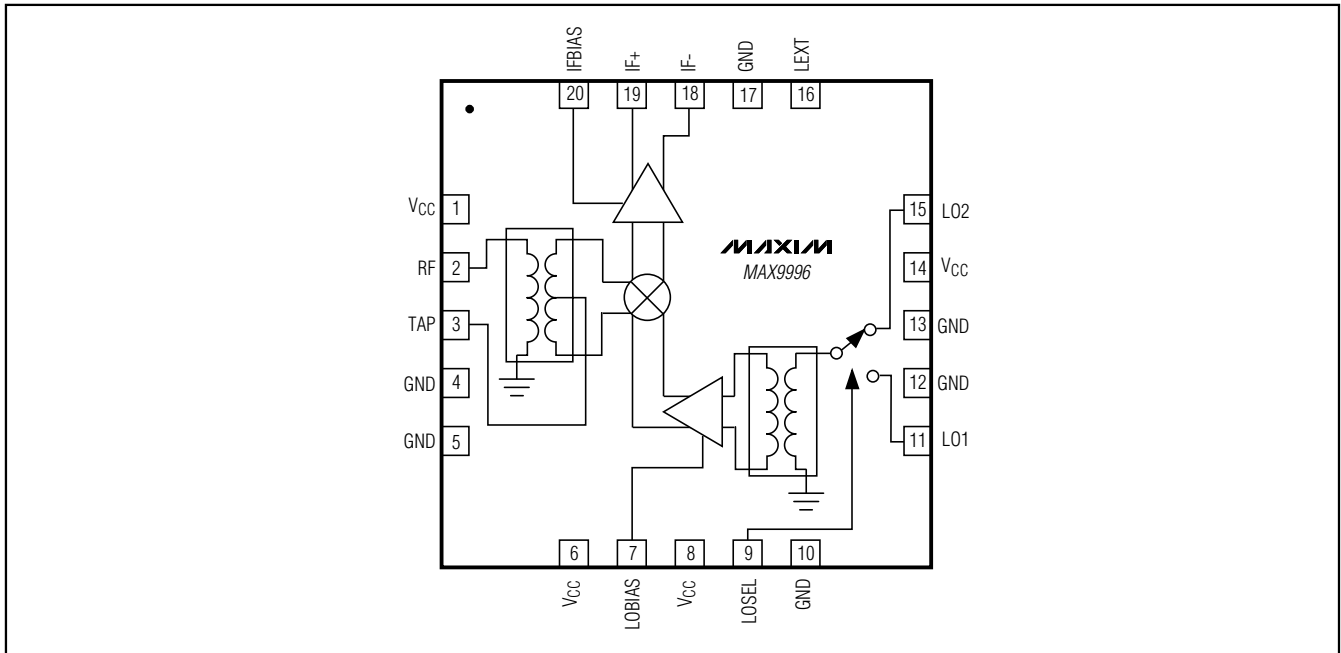 IFBIAS
IF+
IF-
GND
LEXT
20
19
18
17
16
VCC 1
RF 2
TAP 3
GND 4
GND 5
MAXIM
MAX9996
15 LO2
14 VCC
13 GND
12 GND
11 LO1
6
7
8
9
10
VCC
LOBIAS
VCC
LOSEL
GND